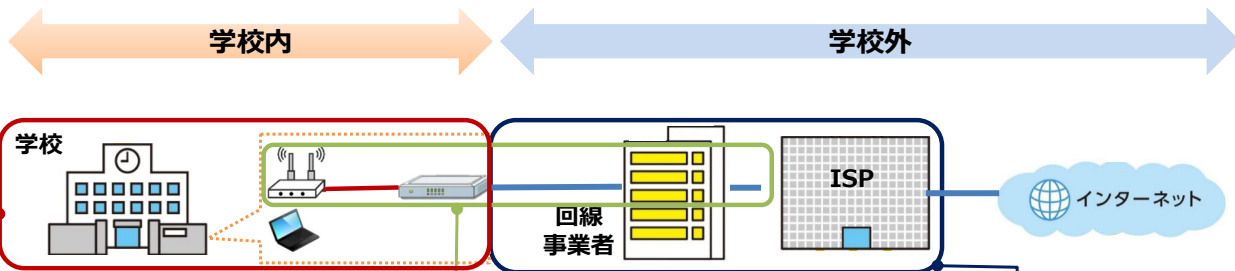 学校内
学校外
学校
回線
事業者
ISP
インターネット